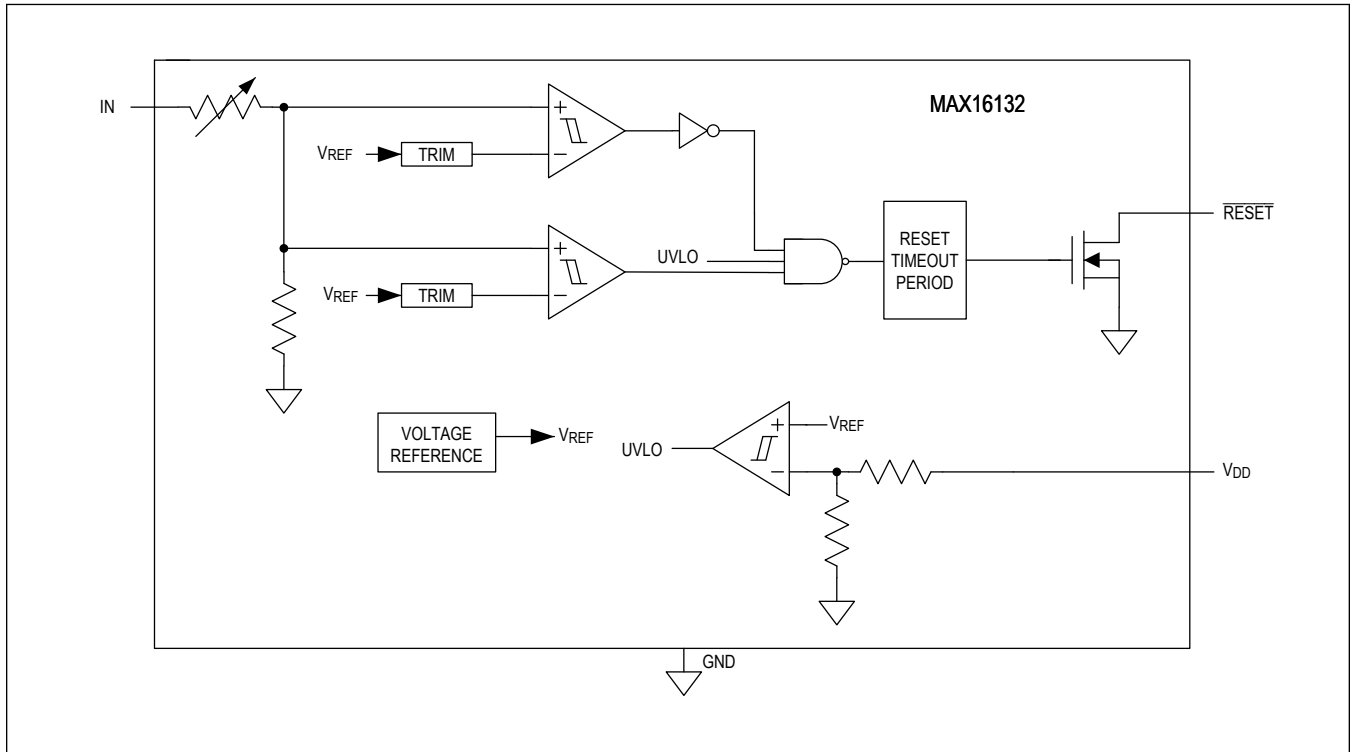 MAX16132
IN
+
VREF
TRIM
−
RESET
RESET
TIMEOUT
PERIOD
UVLO
+
VREF
TRIM
−
VOLTAGE
REFERENCE
VREF
UVLO
+
VREF
−
VDD
GND